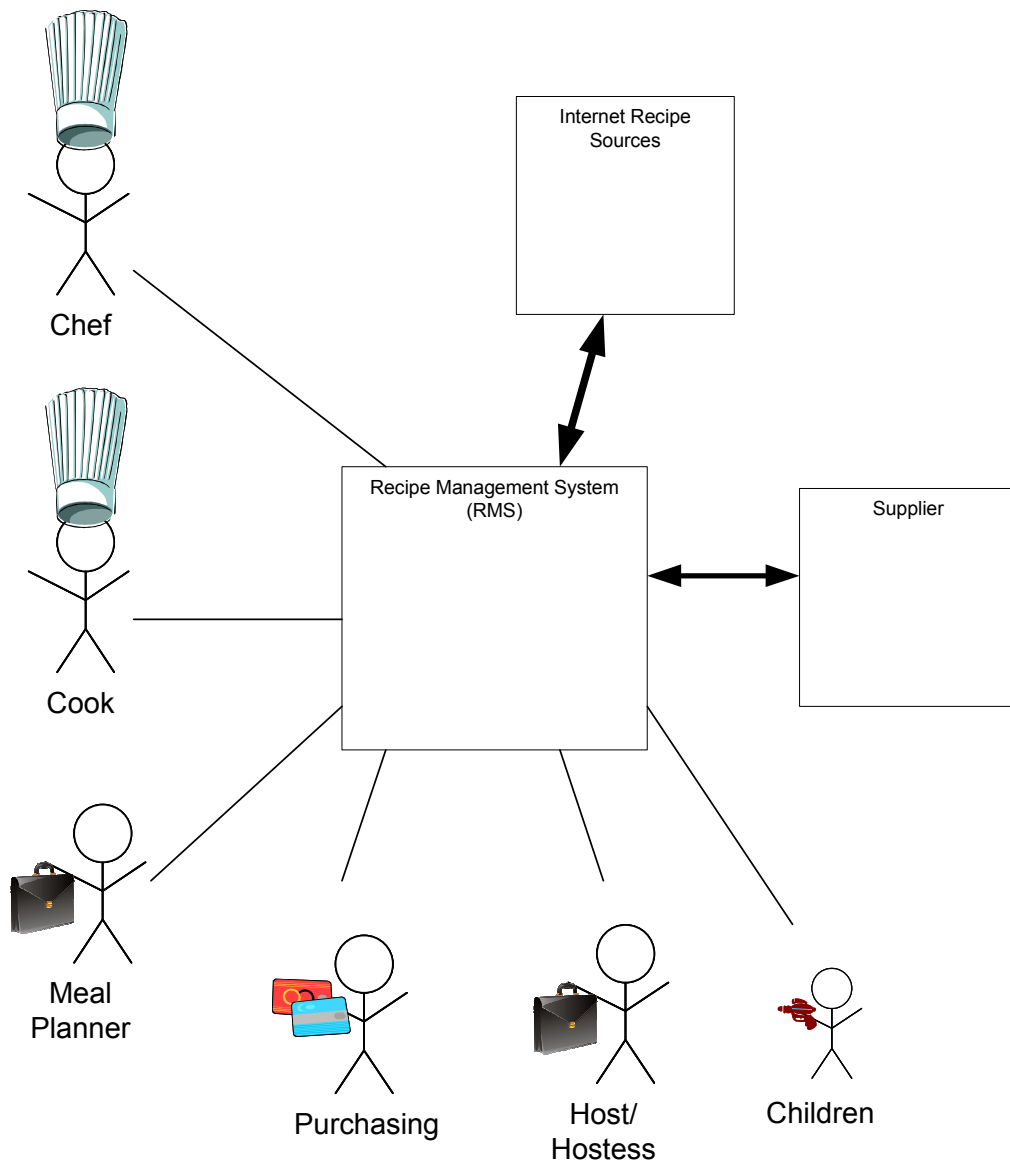 Internet Recipe
Sources
Chef
Recipe Management System
(RMS)
Supplier
Cook
Meal
Planner
Purchasing
Host/
Hostess
Children